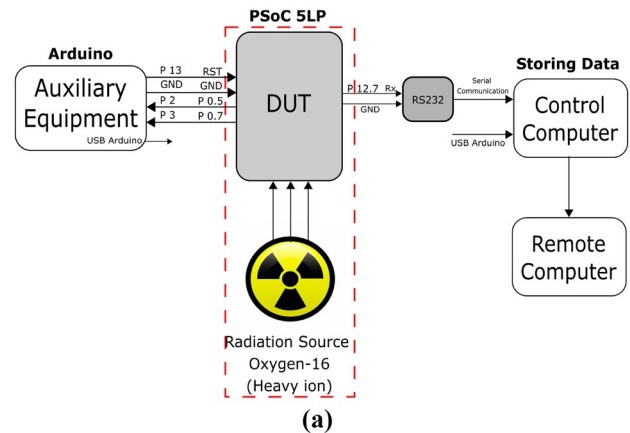 PSoC 5LP
Arduino
Auxiliary
Equipment
P 13 RST
GND GND
P 2 P 0.5
P 3 P 0.7
USB Arduino
DUT
P 12.7 Rx
GND
RS232
Serial
Communication
USB Arduino
Storing Data
Control
Computer
Remote
Computer
Radiation Source
Oxygen-16
(Heavy ion)
(a)